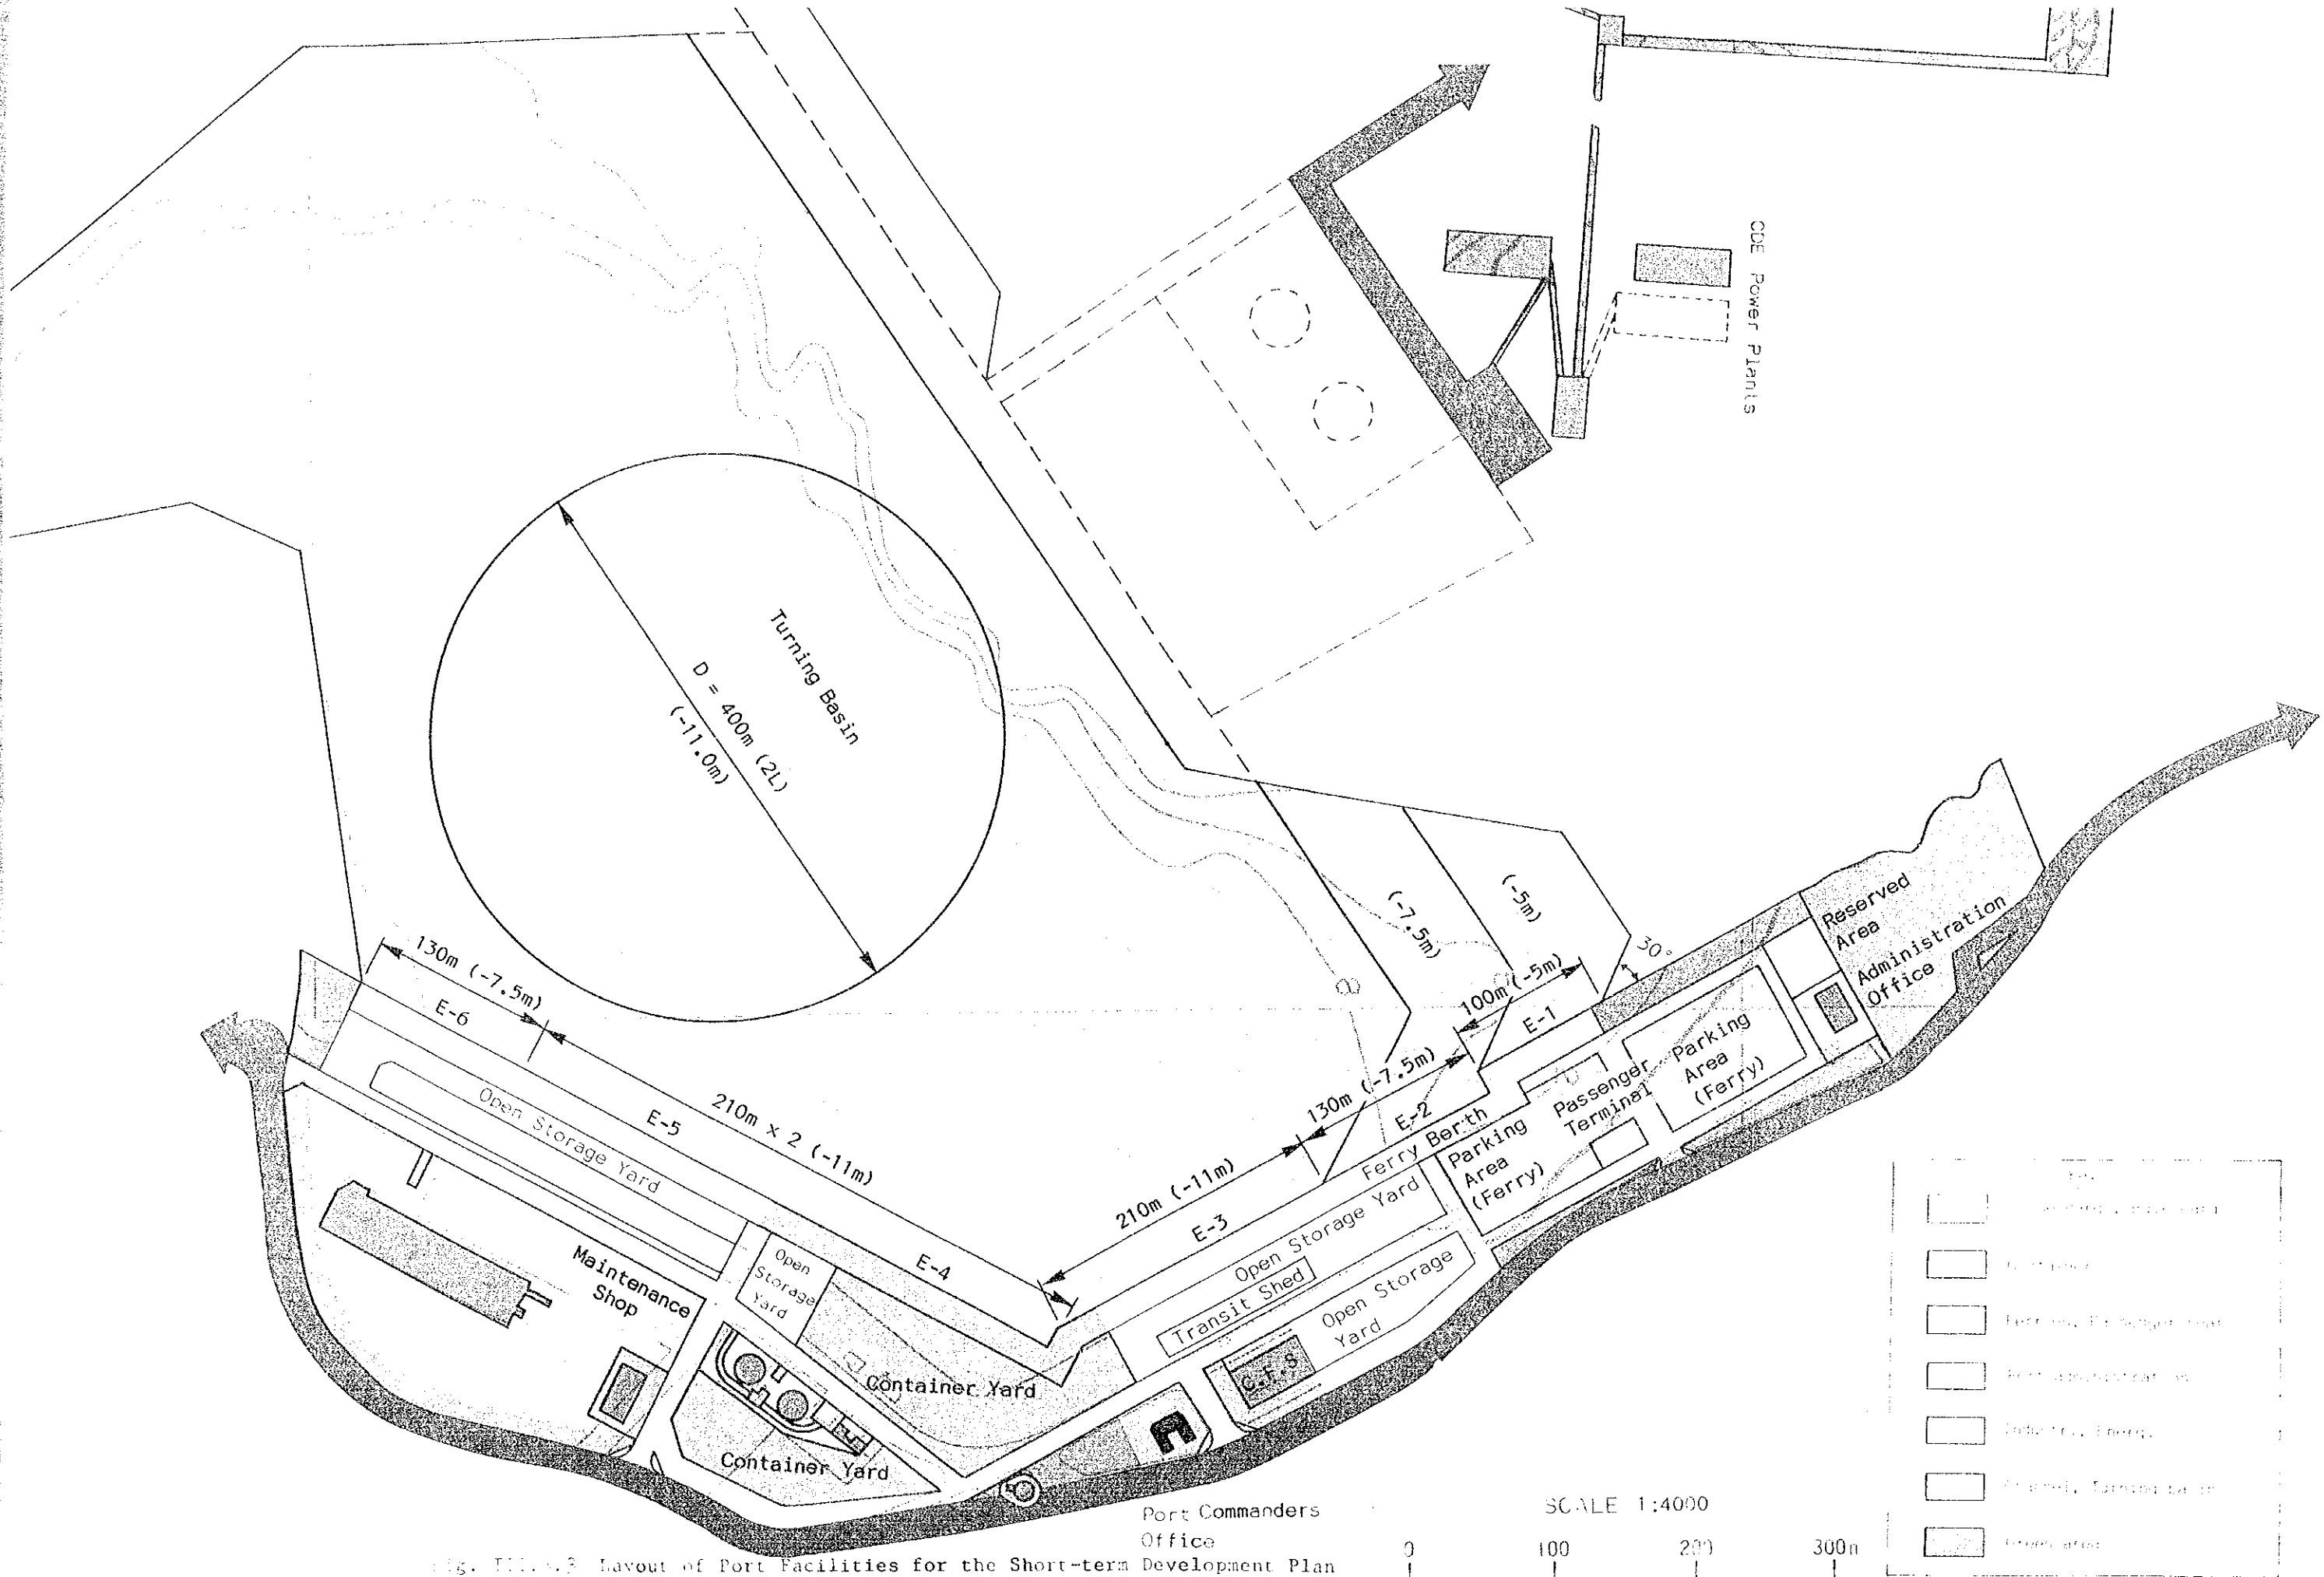 CDE Power Plants
Turning Basin
D = 400m (2L)
(-11.0m)
(-7.5m)
(-5m)
30°
Reserved
Area
Administration
Office
130m (-7.5m)
E-6
100m (-5m)
E-1
Parking
Area
(Ferry)
Passenger
Terminal
130m (-7.5m)
E-2
Ferry Berth
Parking
Area
(Ferry)
210m x 2 (-11m)
E-5
Open Storage Yard
210m (-11m)
E-3
Open Storage Yard
Transit Shed
Open Storage
Yard
E-4
Open
Storage
Yard
Maintenance
Shop
C.F.S
Container Yard
Container Yard
Port Commanders
Office
SCALE 1:4000
0 100 200 300m
Layout of Port Facilities for the Short-term Development Plan
Green area